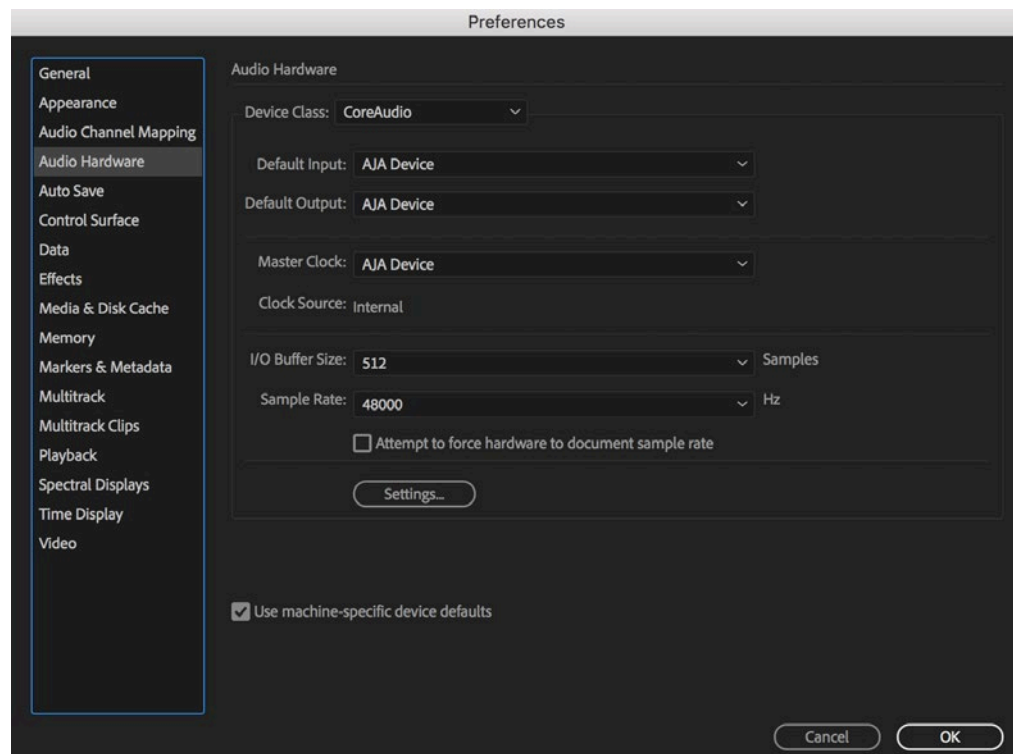 Preferences
General
Appearance
Audio Channel Mapping
Audio Hardware
Auto Save
Control Surface
Data
Effects
Media & Disk Cache
Memory
Markers & Metadata
Multitrack
Multitrack Clips
Playback
Spectral Displays
Time Display
Video
Audio Hardware
Device Class: CoreAudio
Default Input: AJA Device
Default Output: AJA Device
Master Clock: AJA Device
Clock Source: Internal
I/O Buffer Size: 512 Samples
Sample Rate: 48000 Hz
Attempt to force hardware to document sample rate
Settings...
Use machine-specific device defaults
Cancel OK